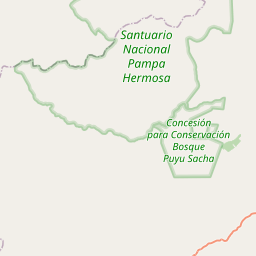 Santuario
Nacional
Pampa
Hermosa
Concesión
para Conservación
Bosque
Puyu Sacha